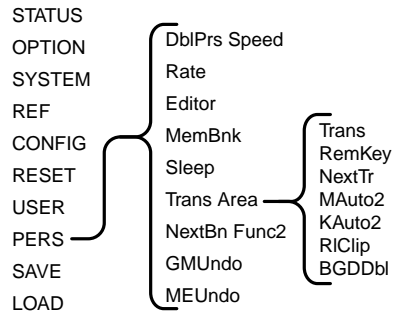 STATUS
OPTION
SYSTEM
REF
CONFIG
RESET
USER
PERS
SAVE
LOAD
DblPrs Speed
Rate
Editor
MemBnk
Sleep
Trans Area
NextBn Func2
GMUndo
MEUndo
Trans
RemKey
NextTr
MAuto2
KAuto2
RIClip
BGDDbl